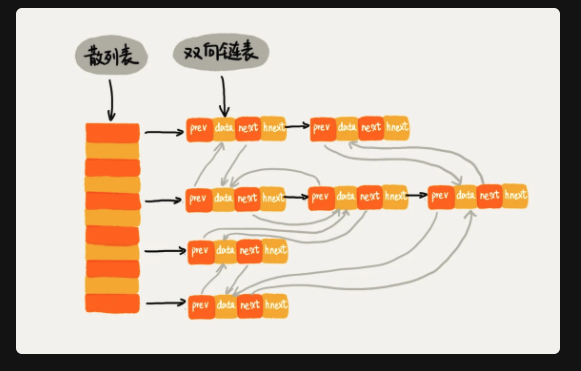 散列表
双向链表
prev data next hnext prev data next hnext
prev data next hnext prev data next hnext prev data next hnext
prev data next hnext
prev data next hnext